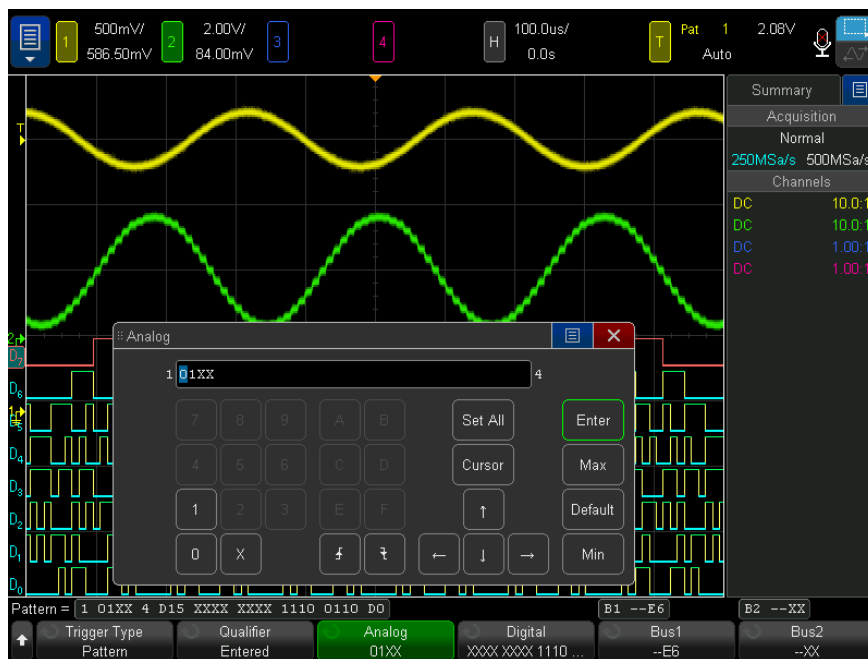 1 500mV/ 586.50mV 2 2.00V/ 84.00mV 3 4 H 100.0us/ 0.0s T Pat 1 2.08V Auto
Summary
Acquisition
Normal
250MSa/s 500MSa/s
Channels
DC 10.0:1
DC 10.0:1
DC 1.00:1
DC 1.00:1
T
2
D7
D6
1
D5
D4
D3
D2
D1
D0
Analog
1 01XX 4
7 8 9 A B Set All Enter
4 5 6 C D Cursor Max
1 2 3 E F ↑ Default
0 X ← ↓ → Min
Pattern = 1 01XX 4 D15 XXXX XXXX 1110 0110 D0 B1 --E6 B2 --XX
Trigger Type Pattern
Qualifier Entered
Analog 01XX
Digital XXXX XXXX 1110 ...
Bus1 --E6
Bus2 --XX